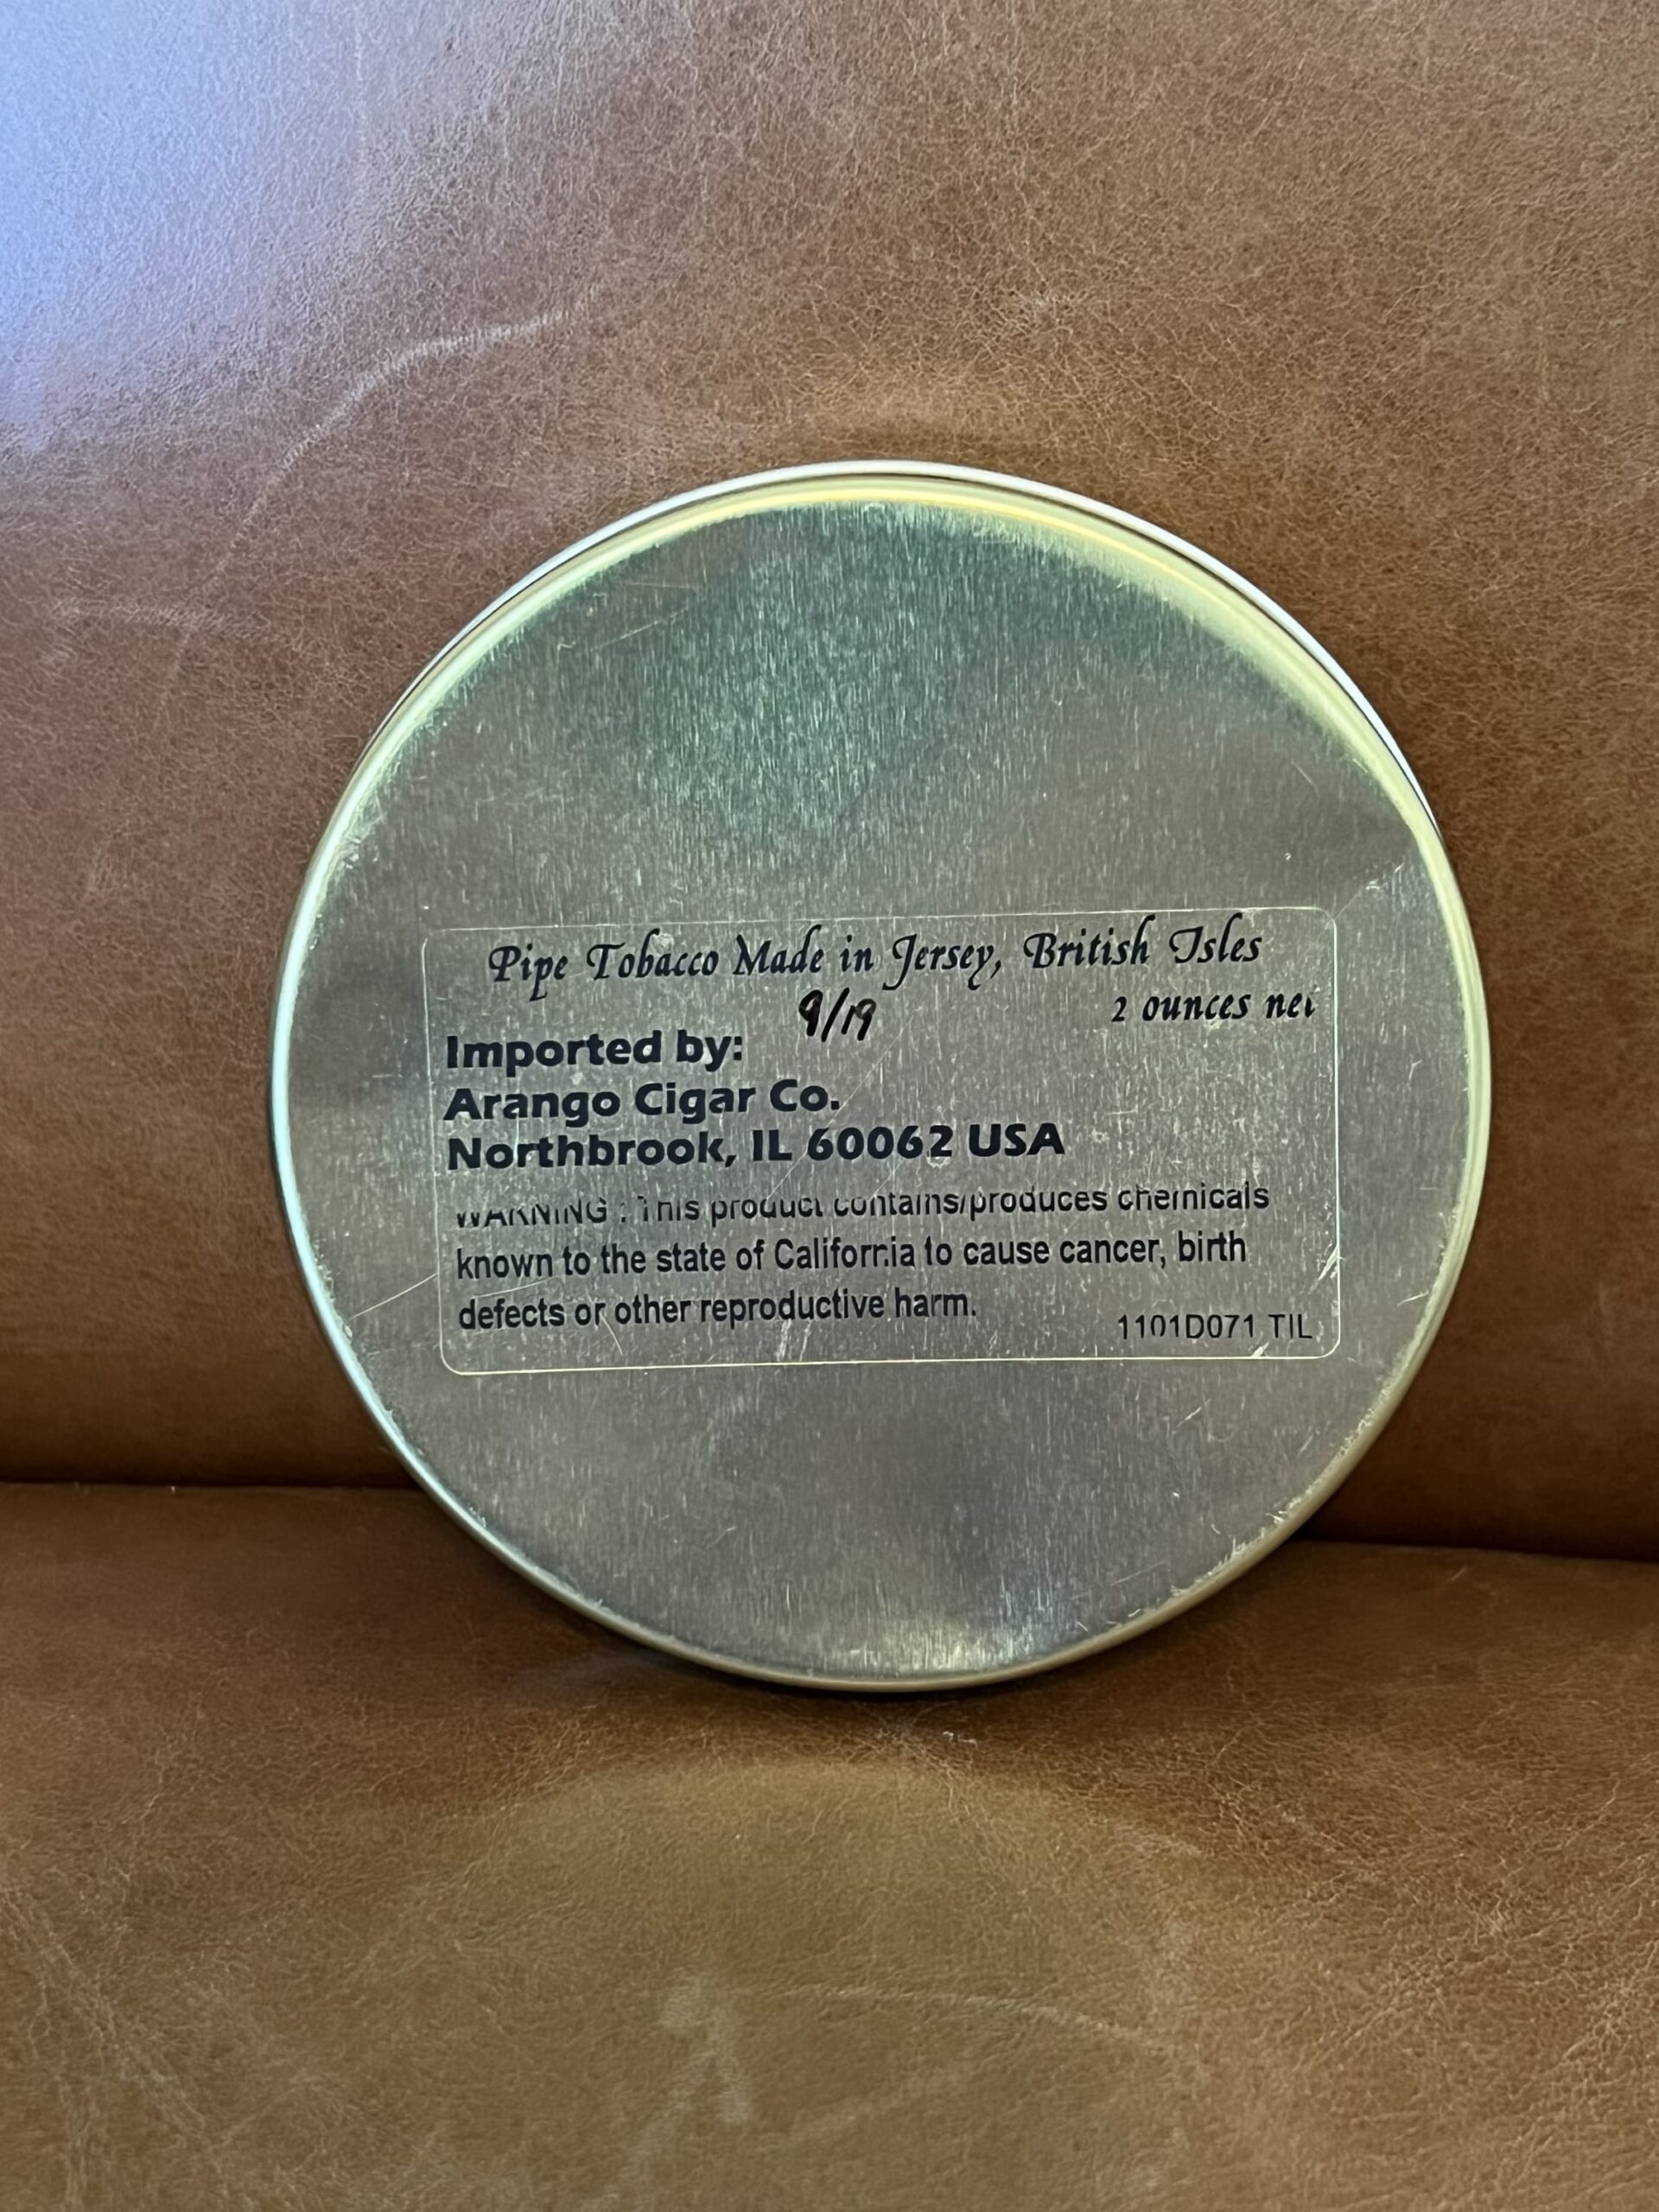 Pipe Tobacco Made in Jersey, British Isles
9/19
2 ounces net
Imported by:
Arango Cigar Co.
Northbrook, IL 60062 USA
WARNING : This product contains/produces chemicals
known to the state of California to cause cancer, birth
defects or other reproductive harm.
1101D071 TIL